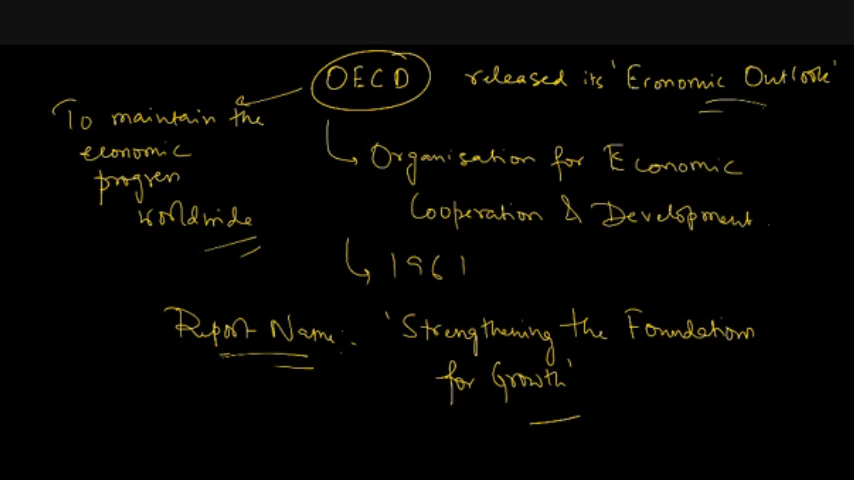 OECD released its 'Economic Outlook'
To maintain the
economic
progress
worldwide
Organisation for Economic
Cooperation & Development.
1961
Report Name:- 'Strengthening the Foundations
for Growth'